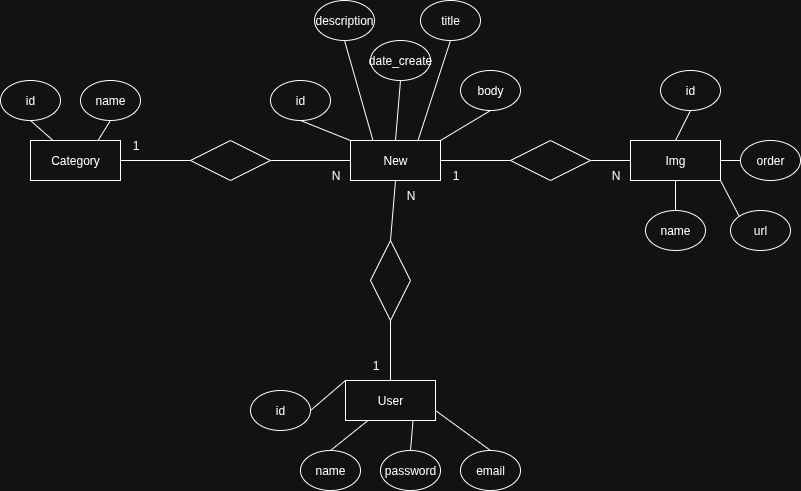 description
title
date_create
id
name
id
body
id
Category
1
N
New
1
N
Img
order
N
name
url
1
id
User
name
password
email